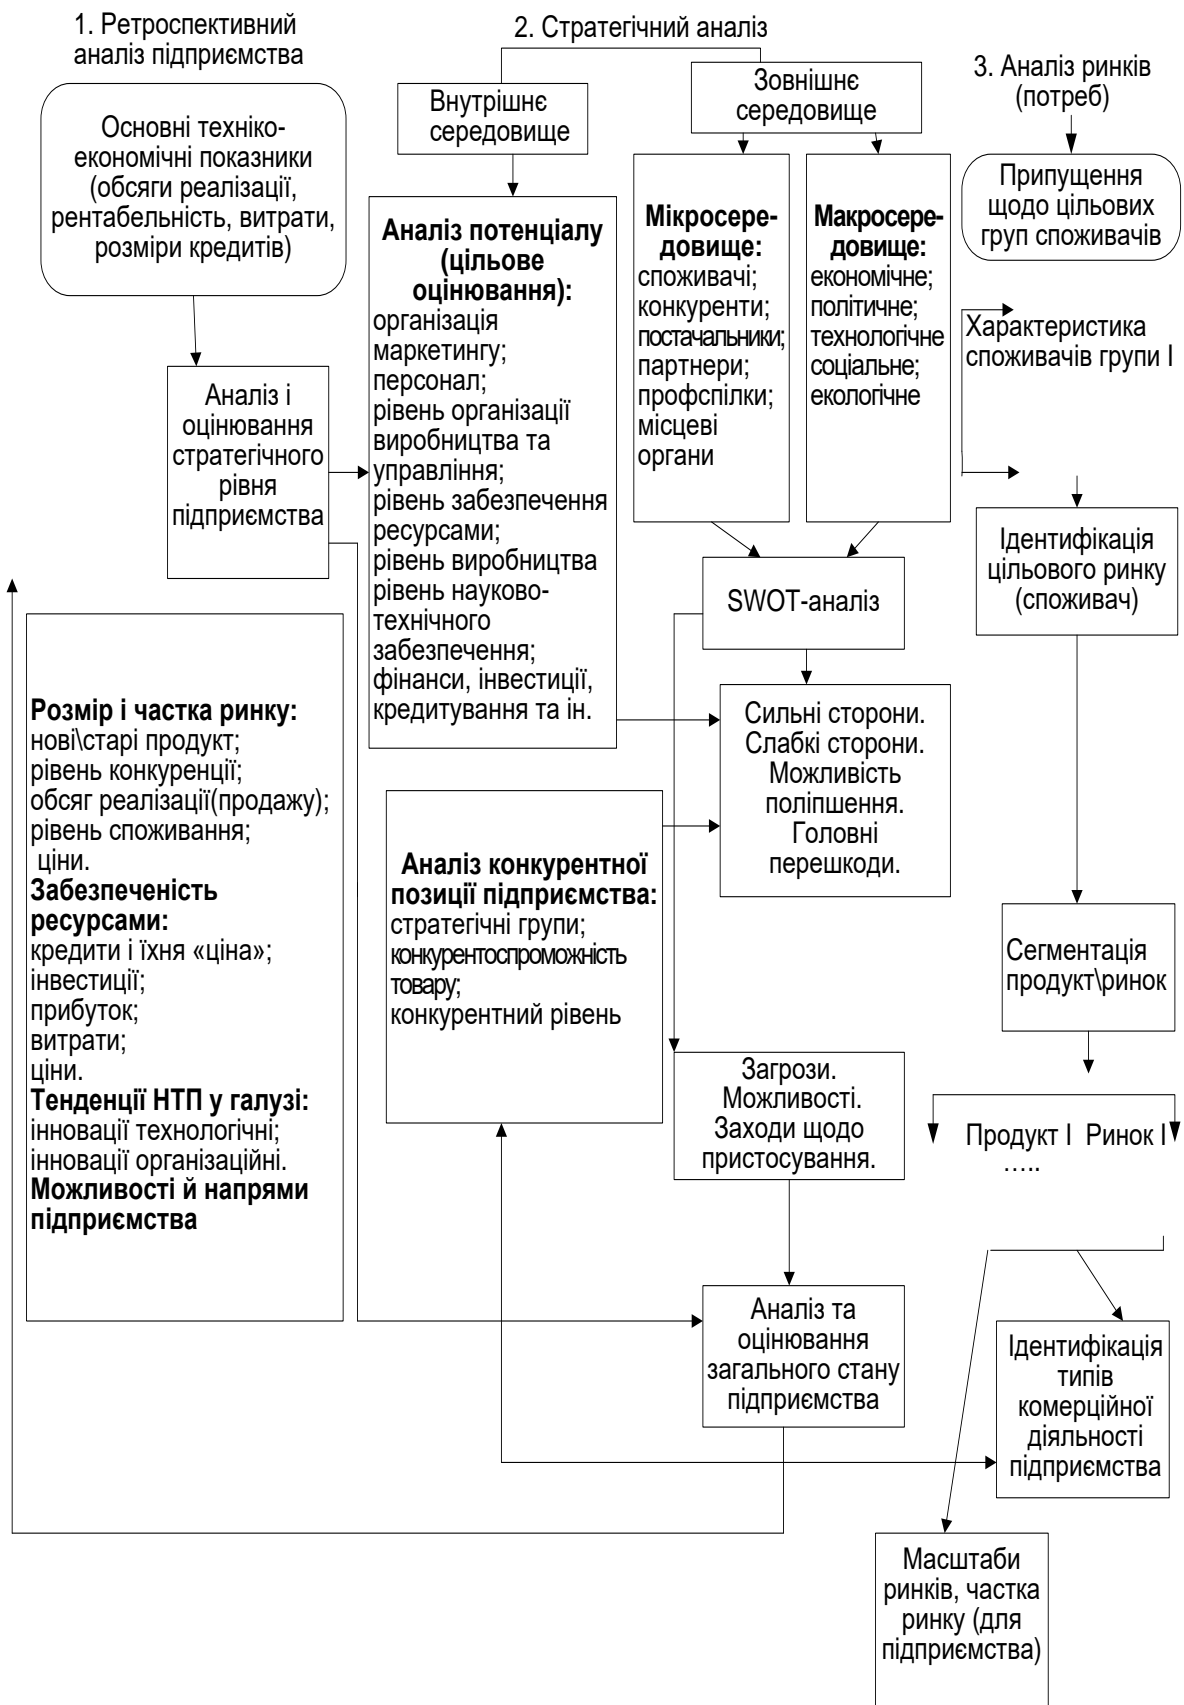 1. Ретроспективний
аналіз підприємства
Основні техніко-
економічні показники
(обсяги реалізації,
рентабельність, витрати,
розміри кредитів)
Аналіз і
оцінювання
стратегічного
рівня
підприємства
Розмір і частка ринку:
нові\старі продукт;
рівень конкуренції;
обсяг реалізації(продажу);
рівень споживання;
ціни.
Забезпеченість
ресурсами:
кредити і їхня «ціна»;
інвестиції;
прибуток;
витрати;
ціни.
Тенденції НТП у галузі:
інновації технологічні;
інновації організаційні.
Можливості й напрями
підприємства
2. Стратегічний аналіз
Внутрішнє
середовище
Аналіз потенціалу
(цільове
оцінювання):
організація
маркетингу;
персонал;
рівень організації
виробництва та
управління;
рівень забезпечення
ресурсами;
рівень виробництва
рівень науково-
технічного
забезпечення;
фінанси, інвестиції,
кредитування та ін.
Аналіз конкурентної
позиції підприємства:
стратегічні групи;
конкурентоспроможність
товару;
конкурентний рівень
Зовнішнє
середовище
Мікросере-
довище:
споживачі;
конкуренти;
постачальники;
партнери;
профспілки;
місцеві
органи
Макросере-
довище:
економічне;
політичне;
технологічне
соціальне;
екологічне
SWOT-аналіз
Сильні сторони.
Слабкі сторони.
Можливість
поліпшення.
Головні
перешкоди.
Загрози.
Можливості.
Заходи щодо
пристосування.
Аналіз та
оцінювання
загального стану
підприємства
3. Аналіз ринків
(потреб)
Припущення
щодо цільових
груп споживачів
Характеристика
споживачів групи І
Ідентифікація
цільового ринку
(споживач)
Сегментація
продукт\ринок
Продукт І Ринок І
…..
Ідентифікація
типів
комерційної
діяльності
підприємства
Масштаби
ринків, частка
ринку (для
підприємства)